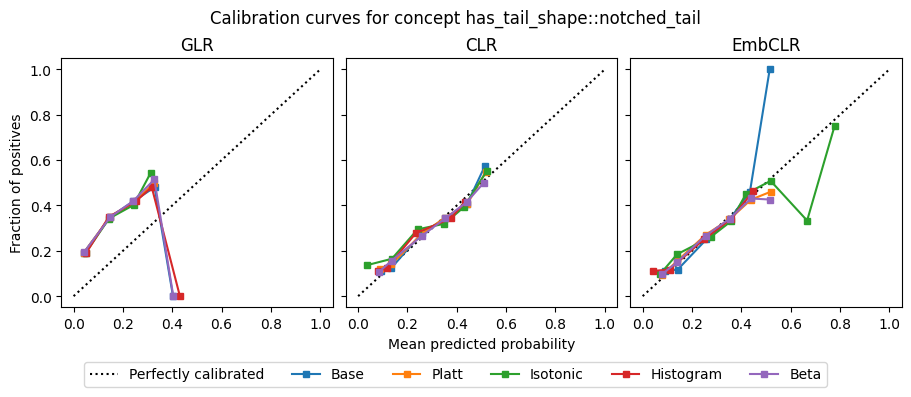 Calibration curves for concept has_tail_shape::notched_tail
GLR
CLR
EmbCLR
Fraction of positives
1.0
0.8
0.6
0.4
0.2
0.0
0.0 0.2 0.4 0.6 0.8 1.0
0.0 0.2 0.4 0.6 0.8 1.0
0.0 0.2 0.4 0.6 0.8 1.0
Mean predicted probability
Perfectly calibrated Base Platt Isotonic Histogram Beta